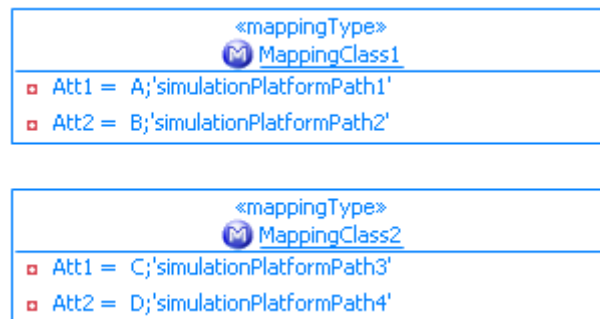 «mappingType»
MappingClass1
Att1 = A;'simulationPlatformPath1'
Att2 = B;'simulationPlatformPath2'
«mappingType»
MappingClass2
Att1 = C;'simulationPlatformPath3'
Att2 = D;'simulationPlatformPath4'